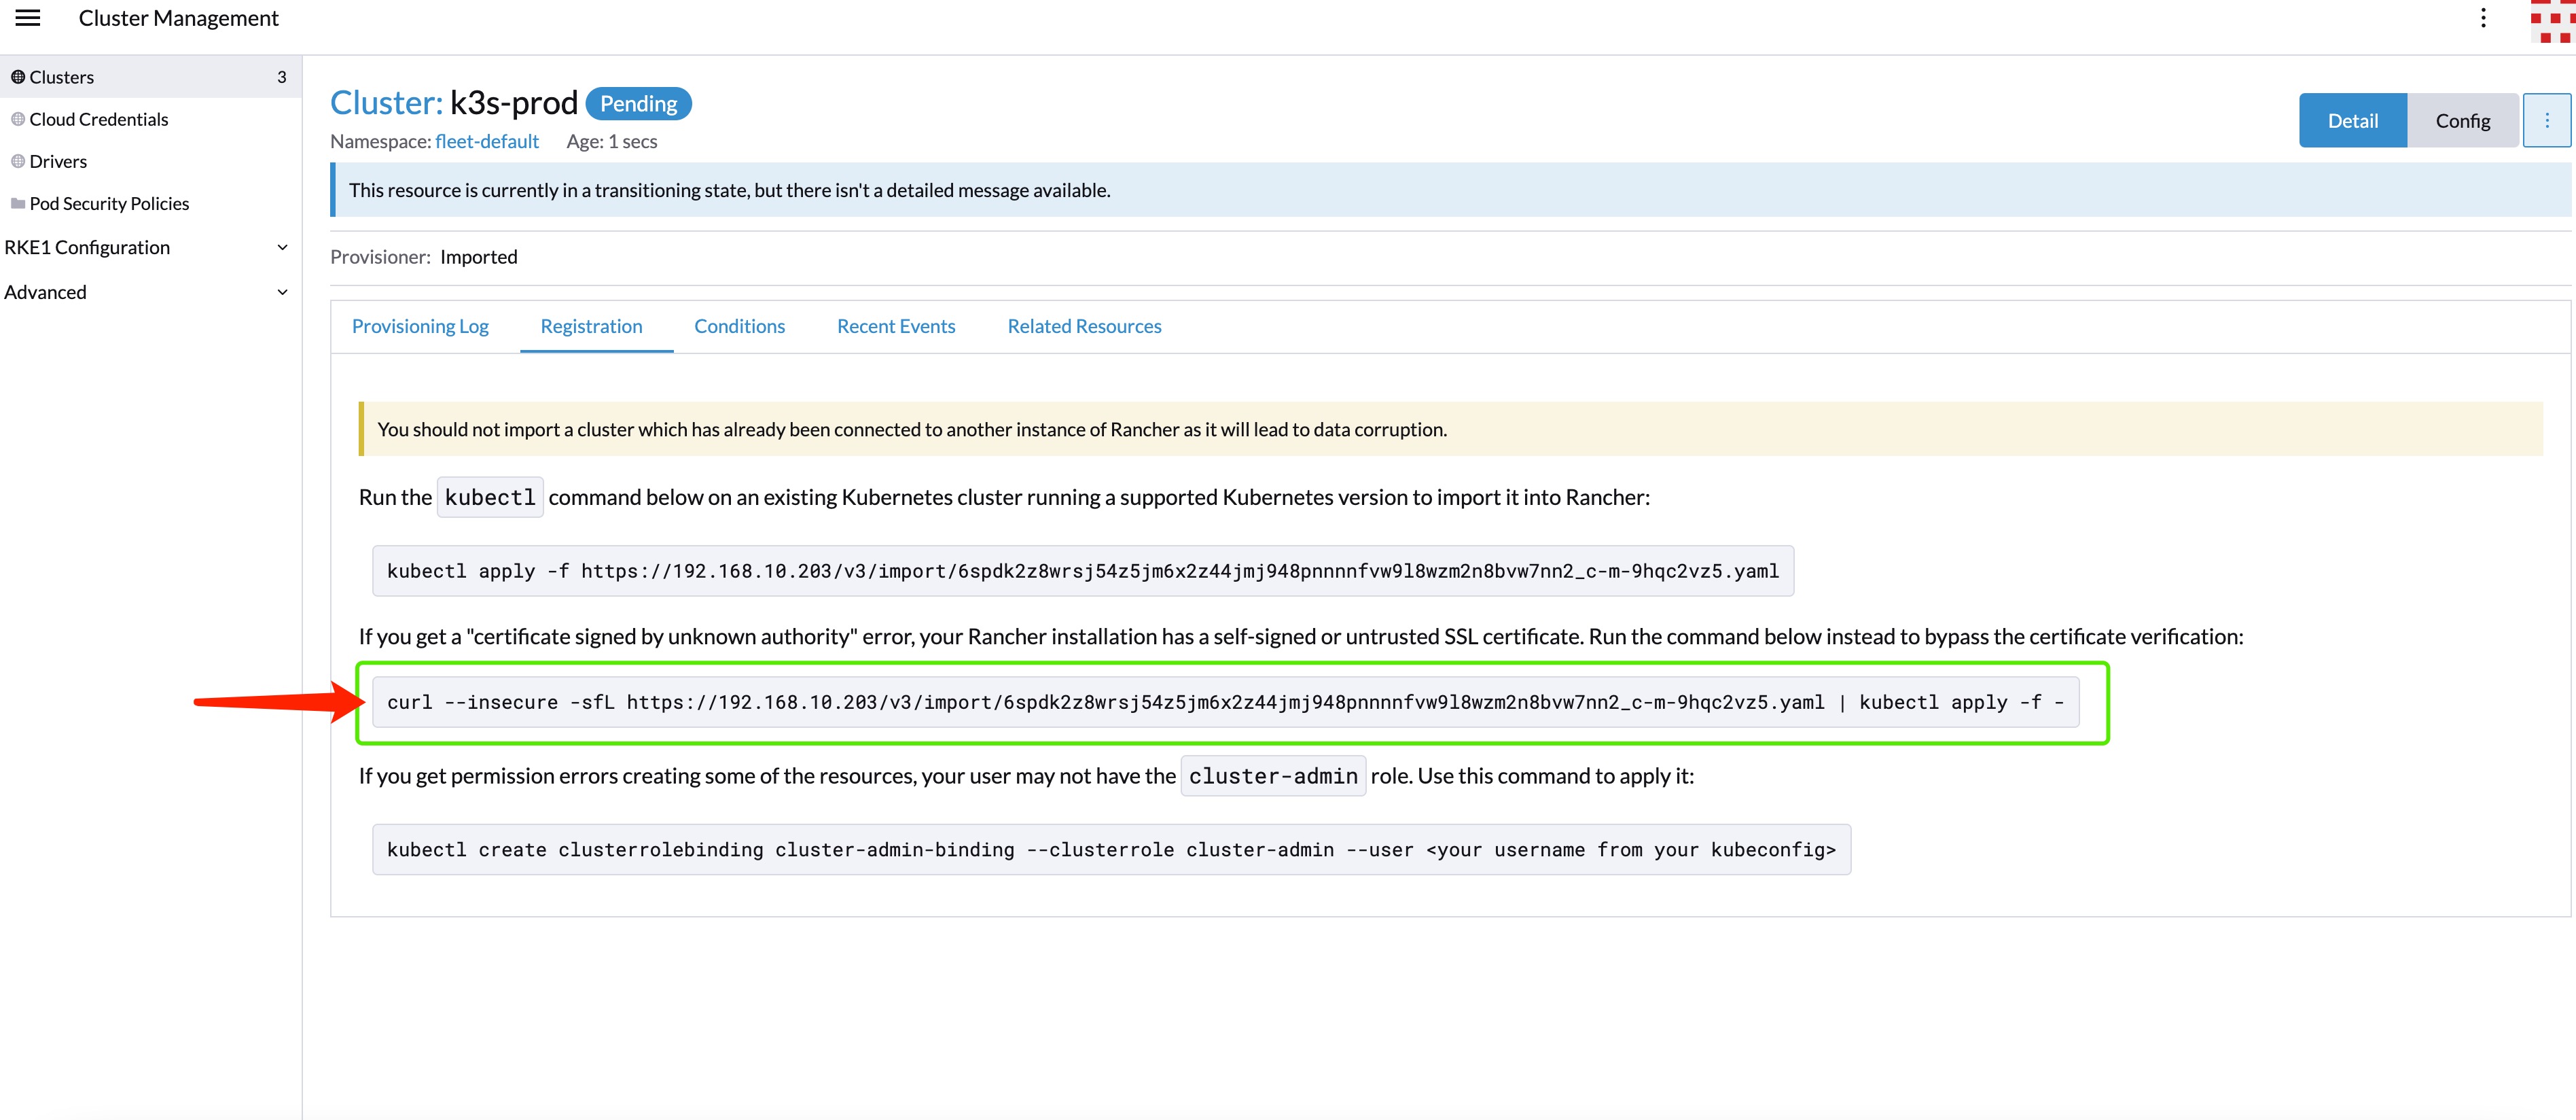 Cluster Management
Clusters 3
Cloud Credentials
Drivers
Pod Security Policies
RKE1 Configuration
Advanced
Cluster: k3s-prod Pending
Namespace: fleet-default Age: 1 secs
Detail Config
This resource is currently in a transitioning state, but there isn't a detailed message available.
Provisioner: Imported
Provisioning Log Registration Conditions Recent Events Related Resources
You should not import a cluster which has already been connected to another instance of Rancher as it will lead to data corruption.
Run the kubectl command below on an existing Kubernetes cluster running a supported Kubernetes version to import it into Rancher:
kubectl apply -f https://192.168.10.203/v3/import/6spdk2z8wrsj54z5jm6x2z44jmj948pnnnnfvw9l8wzm2n8bvw7nn2_c-m-9hqc2vz5.yaml
If you get a "certificate signed by unknown authority" error, your Rancher installation has a self-signed or untrusted SSL certificate. Run the command below instead to bypass the certificate verification:
curl --insecure -sfL https://192.168.10.203/v3/import/6spdk2z8wrsj54z5jm6x2z44jmj948pnnnnfvw9l8wzm2n8bvw7nn2_c-m-9hqc2vz5.yaml | kubectl apply -f -
If you get permission errors creating some of the resources, your user may not have the cluster-admin role. Use this command to apply it:
kubectl create clusterrolebinding cluster-admin-binding --clusterrole cluster-admin --user <your username from your kubeconfig>